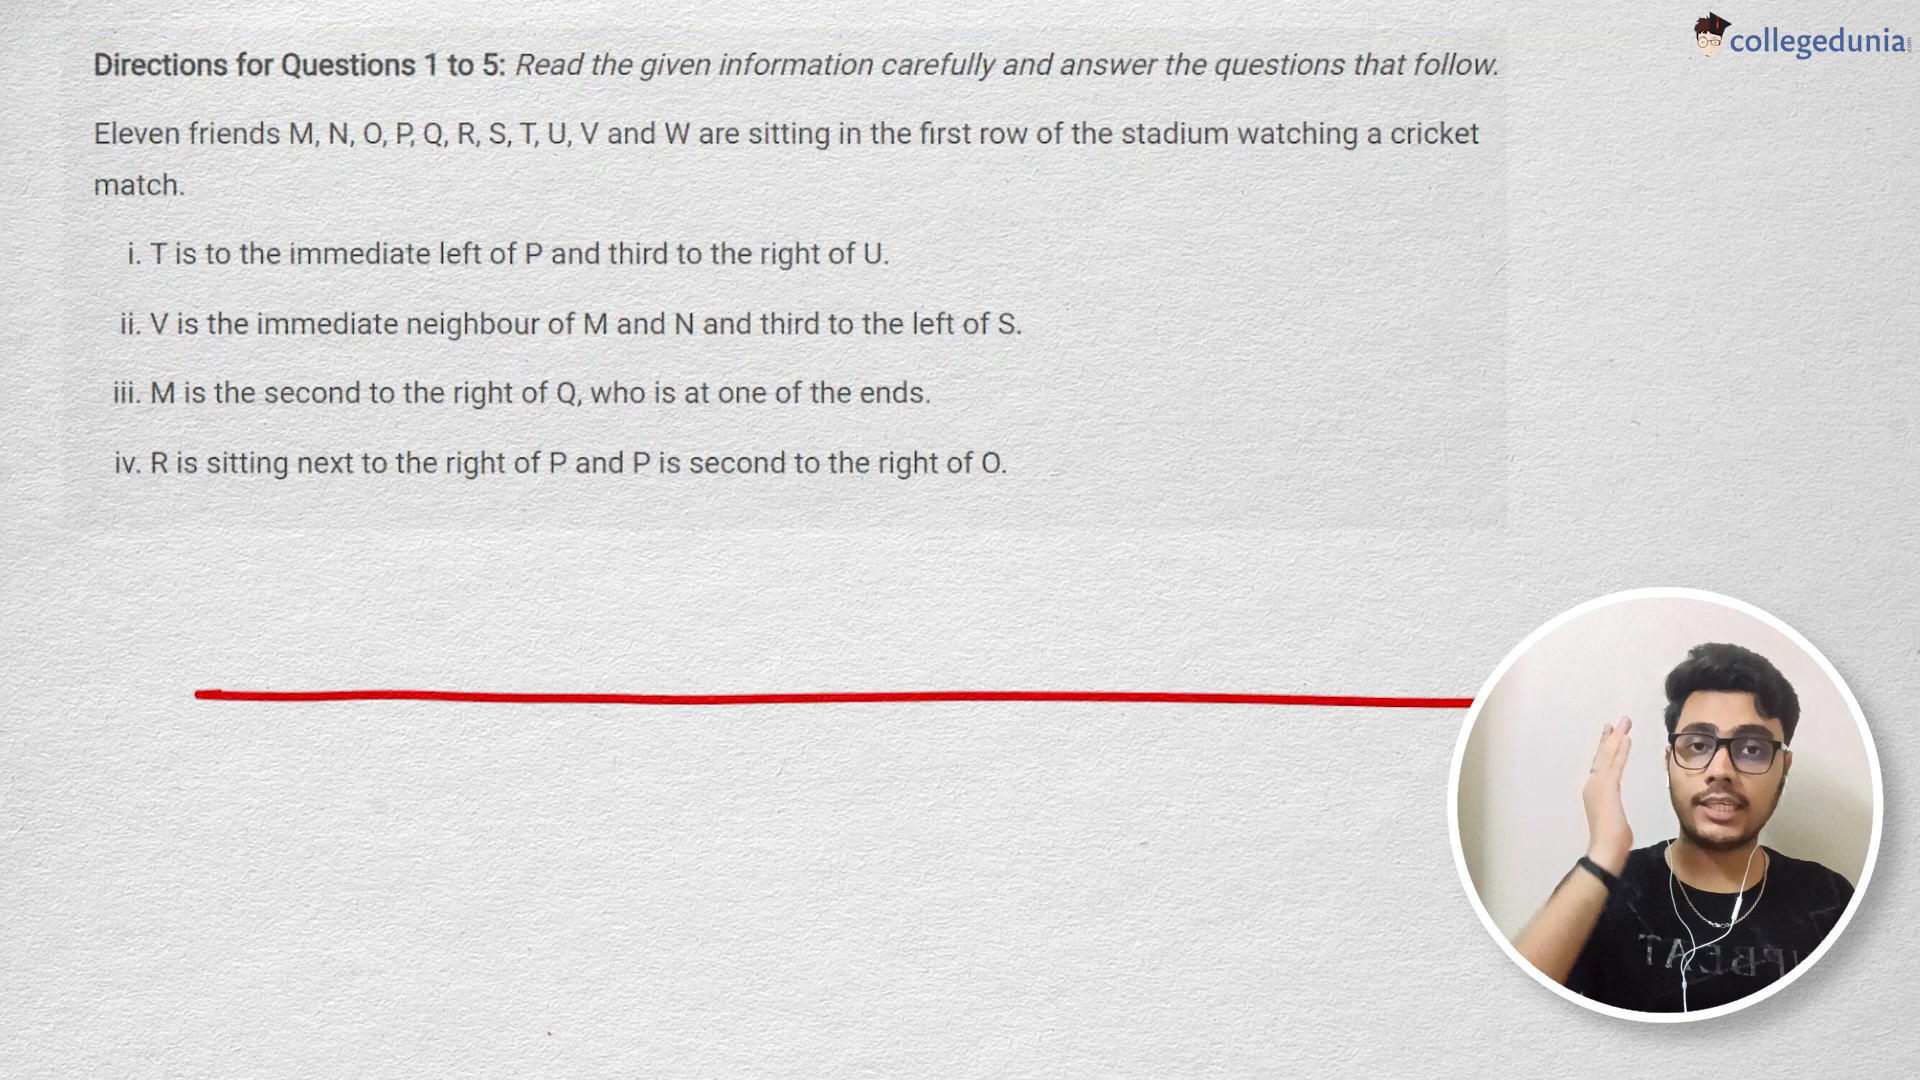 collegedunia
.com
Directions for Questions 1 to 5: Read the given information carefully and answer the questions that follow.
Eleven friends M, N, O, P, Q, R, S, T, U, V and W are sitting in the first row of the stadium watching a cricket
match.
i. T is to the immediate left of P and third to the right of U.
ii. V is the immediate neighbour of M and N and third to the left of S.
iii. M is the second to the right of Q, who is at one of the ends.
iv. R is sitting next to the right of P and P is second to the right of O.